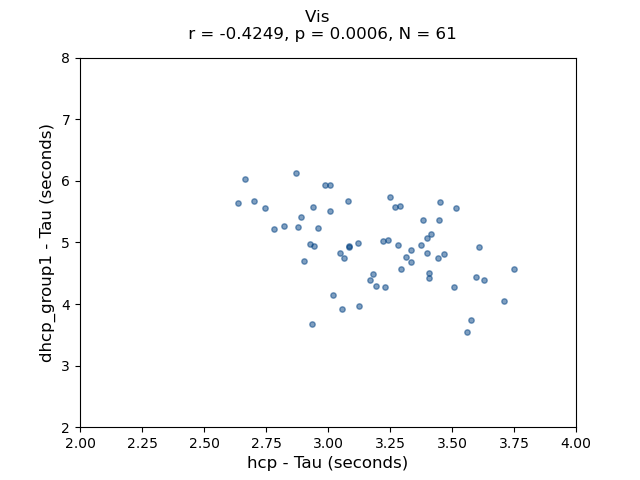 Vis
r = -0.4249, p = 0.0006, N = 61
8
7
6
5
4
3
2
dhcp_group1 - Tau (seconds)
2.00 2.25 2.50 2.75 3.00 3.25 3.50 3.75 4.00
hcp - Tau (seconds)